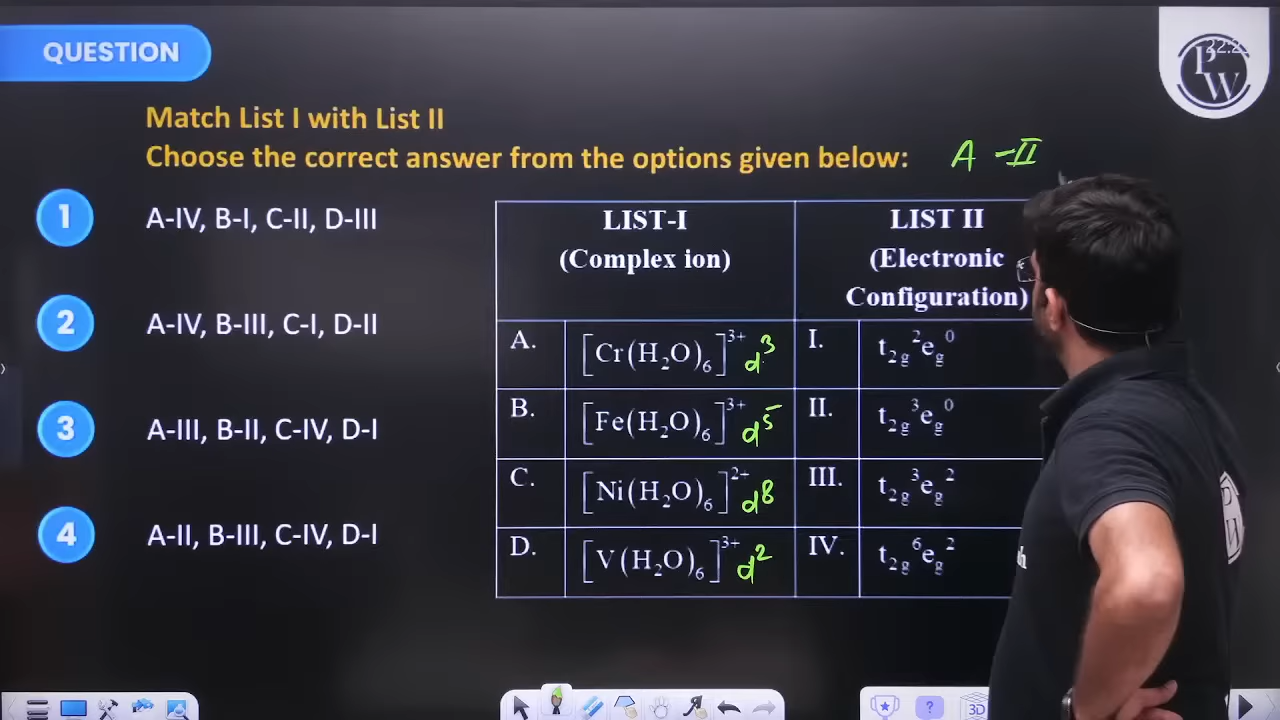 QUESTION
22:2
PW
Match List I with List II
Choose the correct answer from the options given below: A - II
1 A-IV, B-I, C-II, D-III
2 A-IV, B-III, C-I, D-II
3 A-III, B-II, C-IV, D-I
4 A-II, B-III, C-IV, D-I
LIST-I LIST II
(Complex ion) (Electronic
Configuration)
A. [Cr(H₂O)₆]³⁺ d³ I. t₂g²eg⁰
B. [Fe(H₂O)₆]³⁺ d⁵ II. t₂g³eg⁰
C. [Ni(H₂O)₆]²⁺ d8 III. t₂g³eg²
D. [V(H₂O)₆]³⁺ d² IV. t₂g⁶eg²
3D